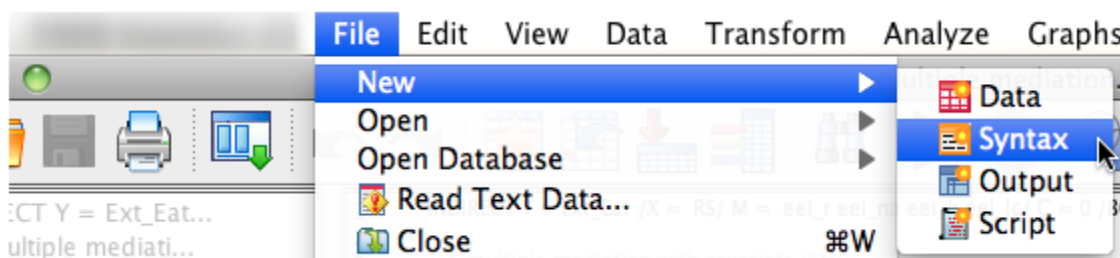 File Edit View Data Transform Analyze Graphs
New
Open
Open Database
Read Text Data...
Close ⌘W
Data
Syntax
Output
Script
ECT Y = Ext_Eat...
ultiple mediati...